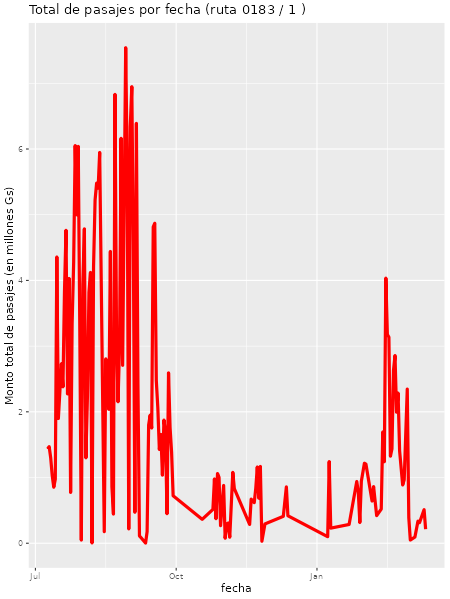 Total de pasajes por fecha (ruta 0183 / 1 )
Monto total de pasajes (en millones Gs)
6
4
2
0
Jul
Oct
Jan
fecha